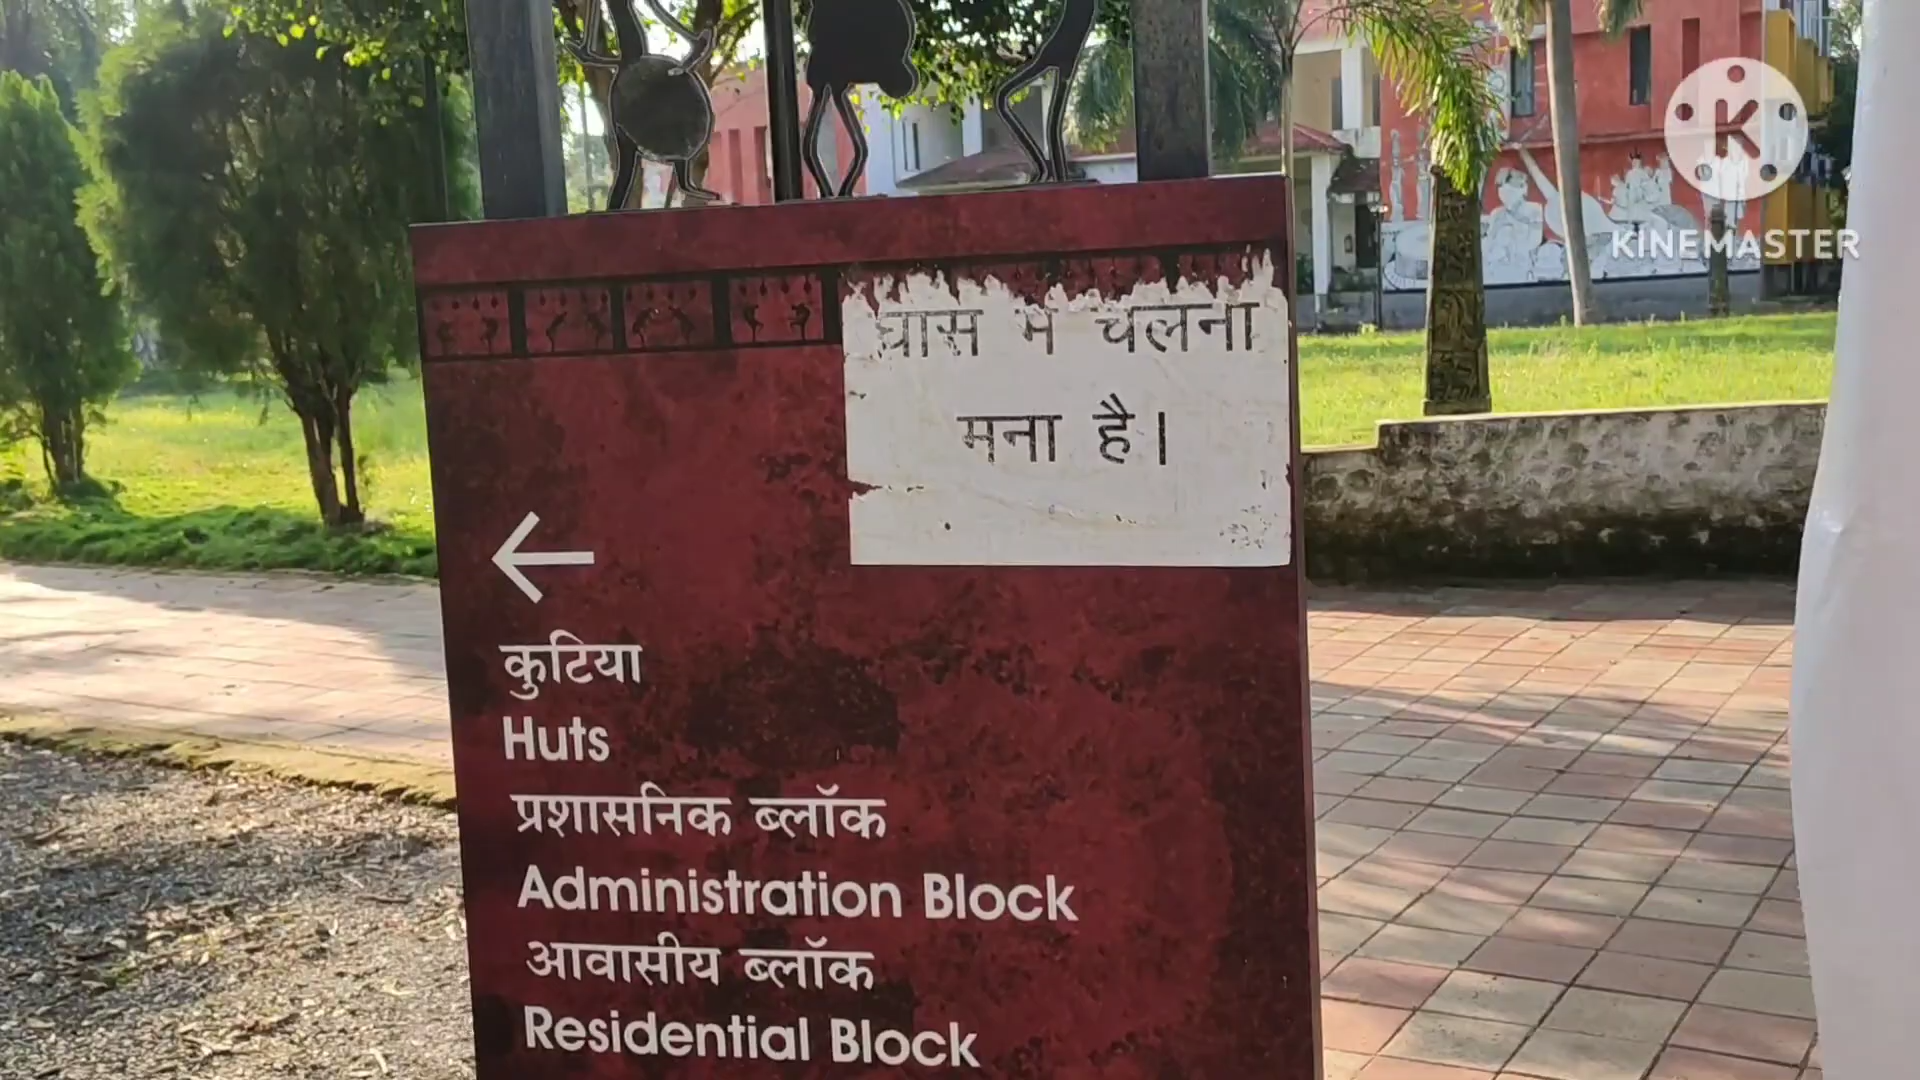 K
KINEMASTER
घास में चलना
मना है।
कुटिया
Huts
प्रशासनिक ब्लॉक
Administration Block
आवासीय ब्लॉक
Residential Block